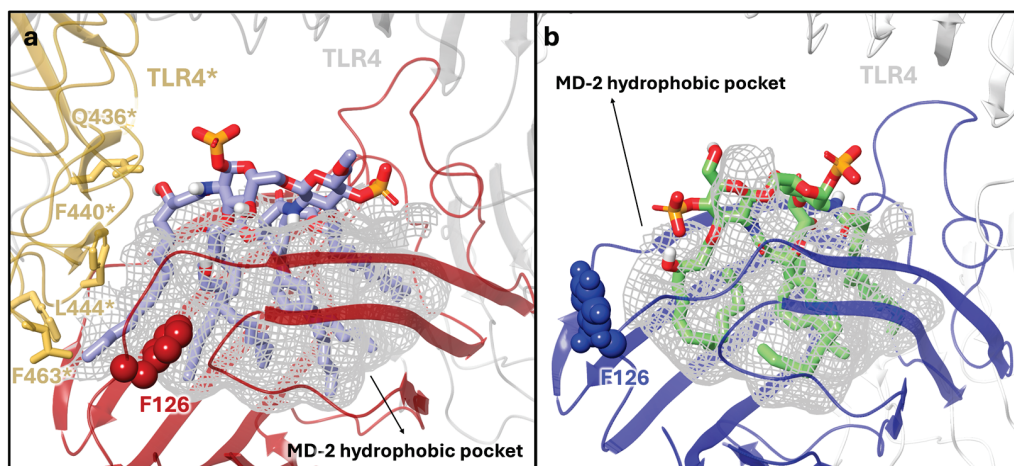 a
TLR4*
TLR4
Q436*
F440*
L444*
F463*
F126
MD-2 hydrophobic pocket
b
MD-2 hydrophobic pocket
TLR4
F126